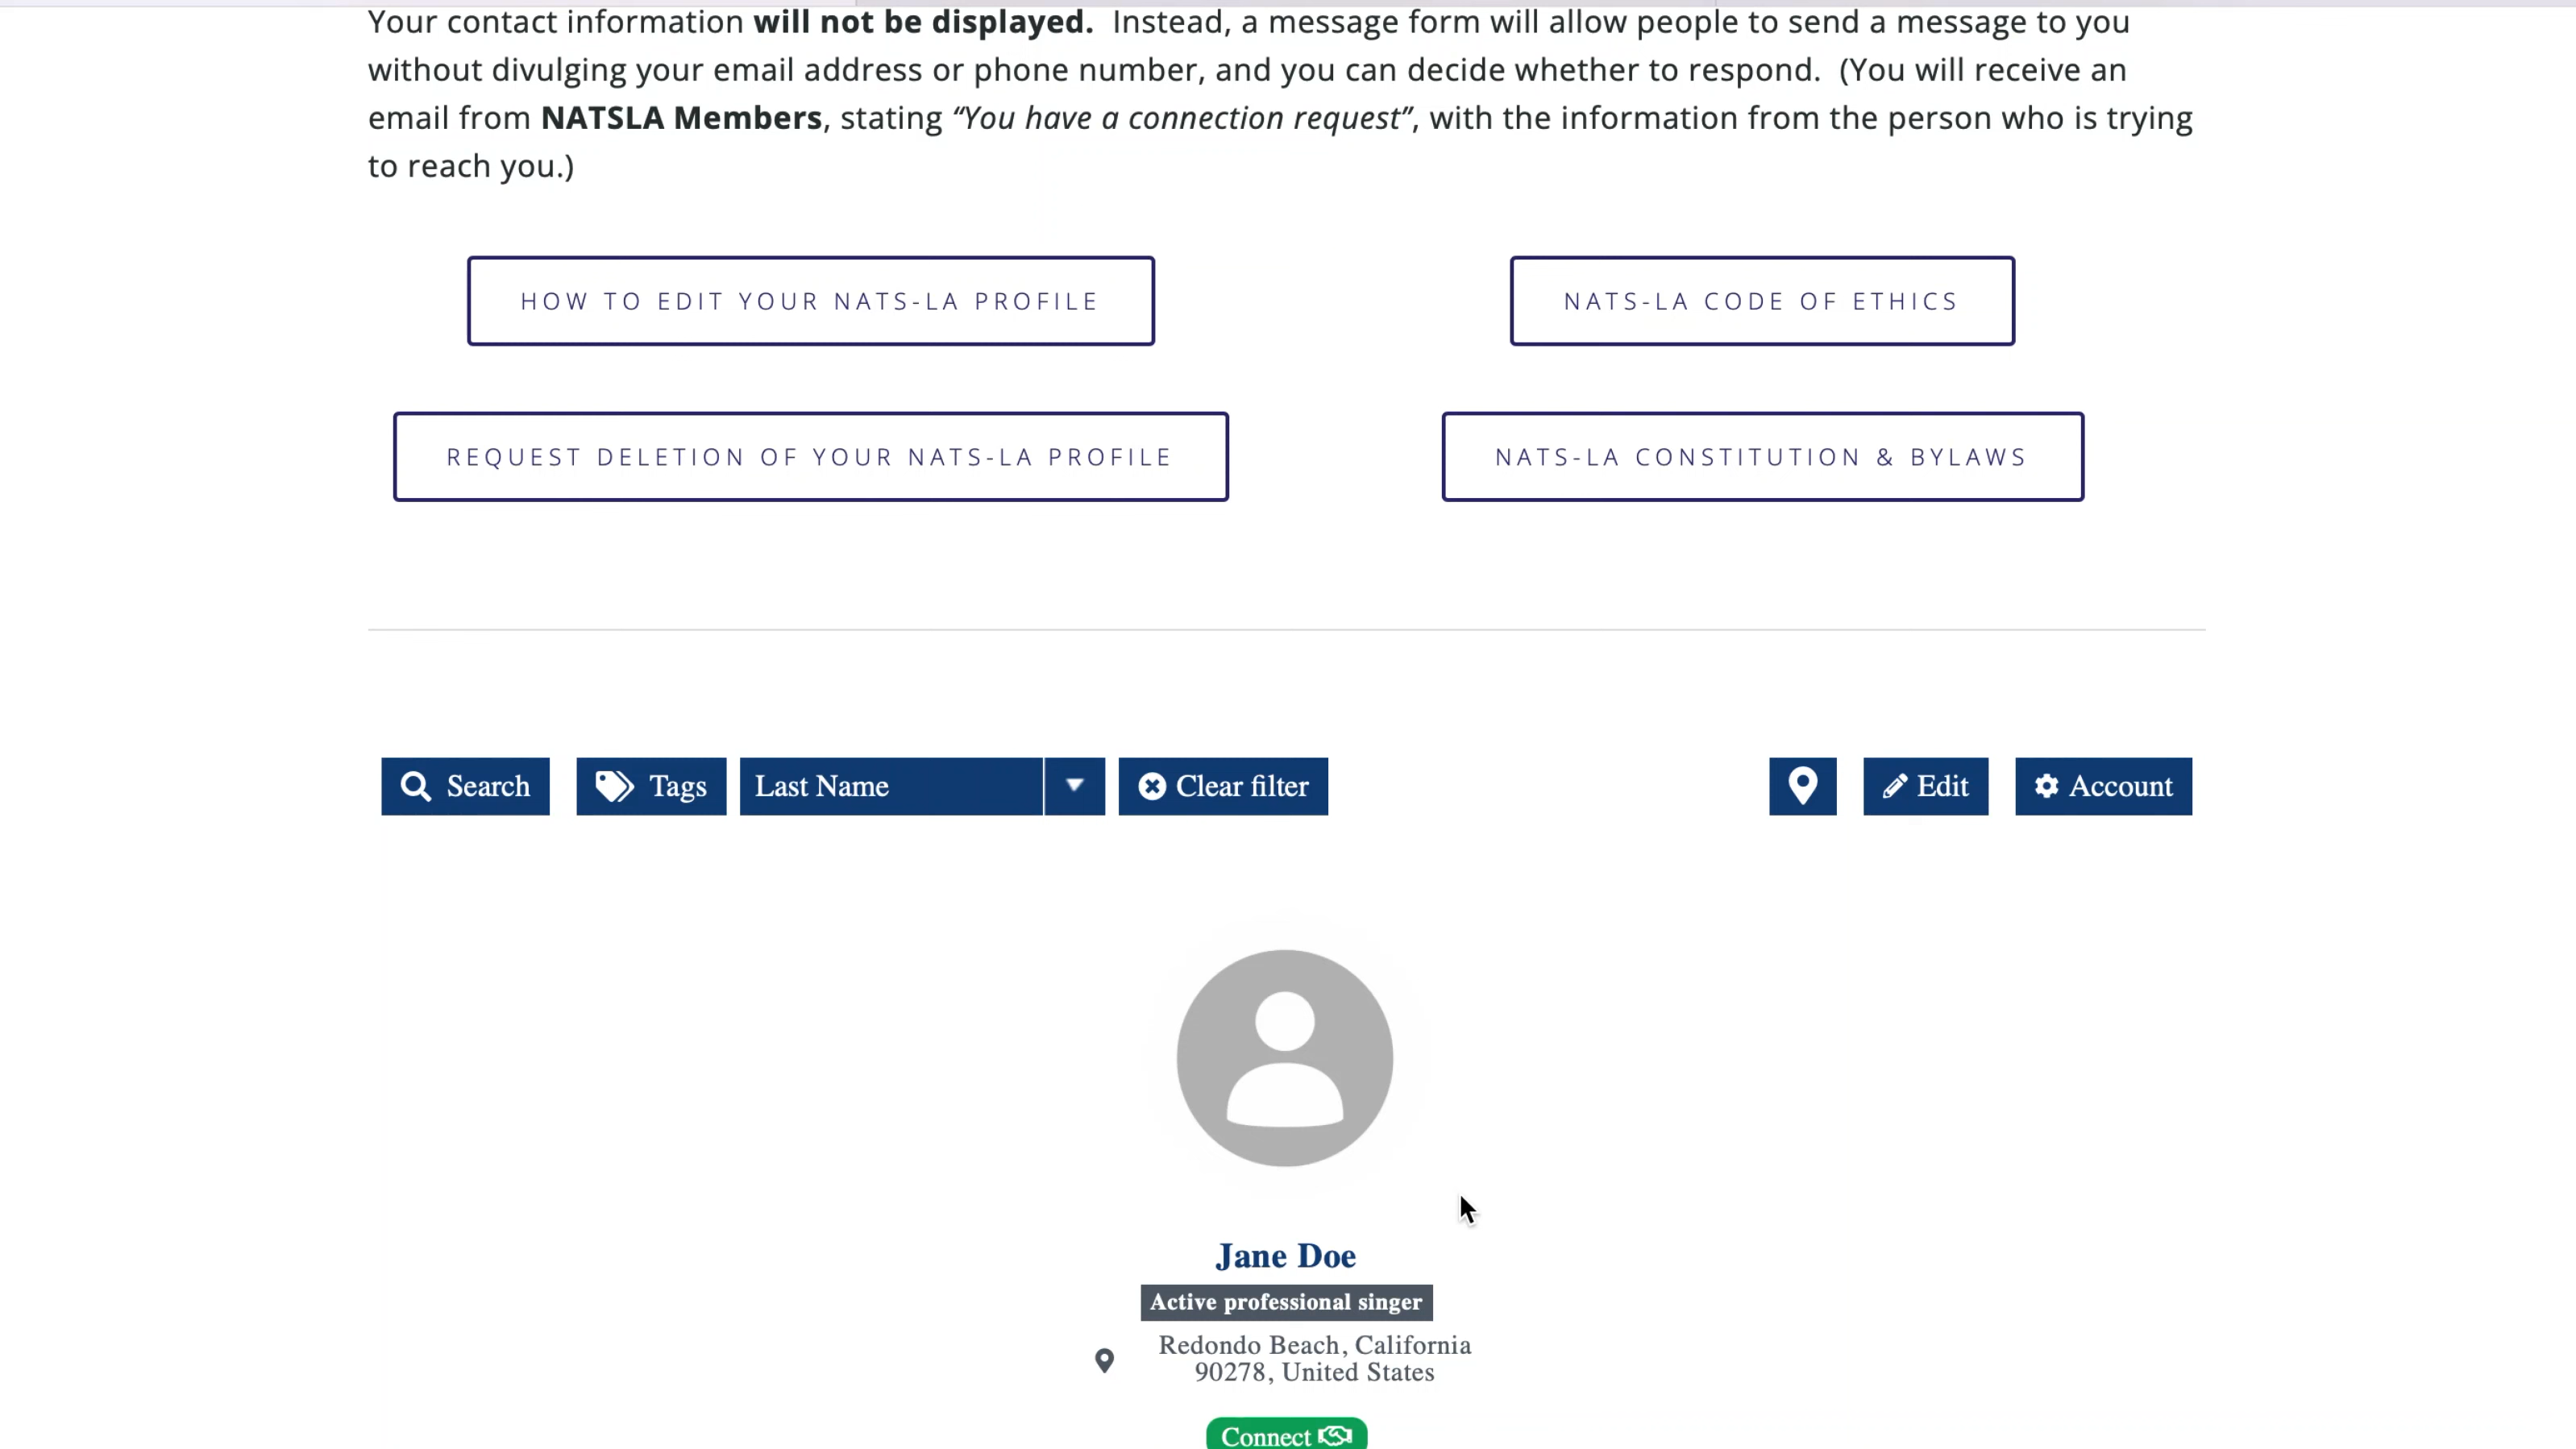 Your contact information will not be displayed.  Instead, a message form will allow people to send a message to you
without divulging your email address or phone number, and you can decide whether to respond.  (You will receive an
email from NATSLA Members, stating “You have a connection request”, with the information from the person who is trying
to reach you.)
HOW TO EDIT YOUR NATS-LA PROFILE
NATS-LA CODE OF ETHICS
REQUEST DELETION OF YOUR NATS-LA PROFILE
NATS-LA CONSTITUTION & BYLAWS
Search Tags Last Name Clear filter Edit Account
Jane Doe
Active professional singer
Redondo Beach, California
90278, United States
Connect